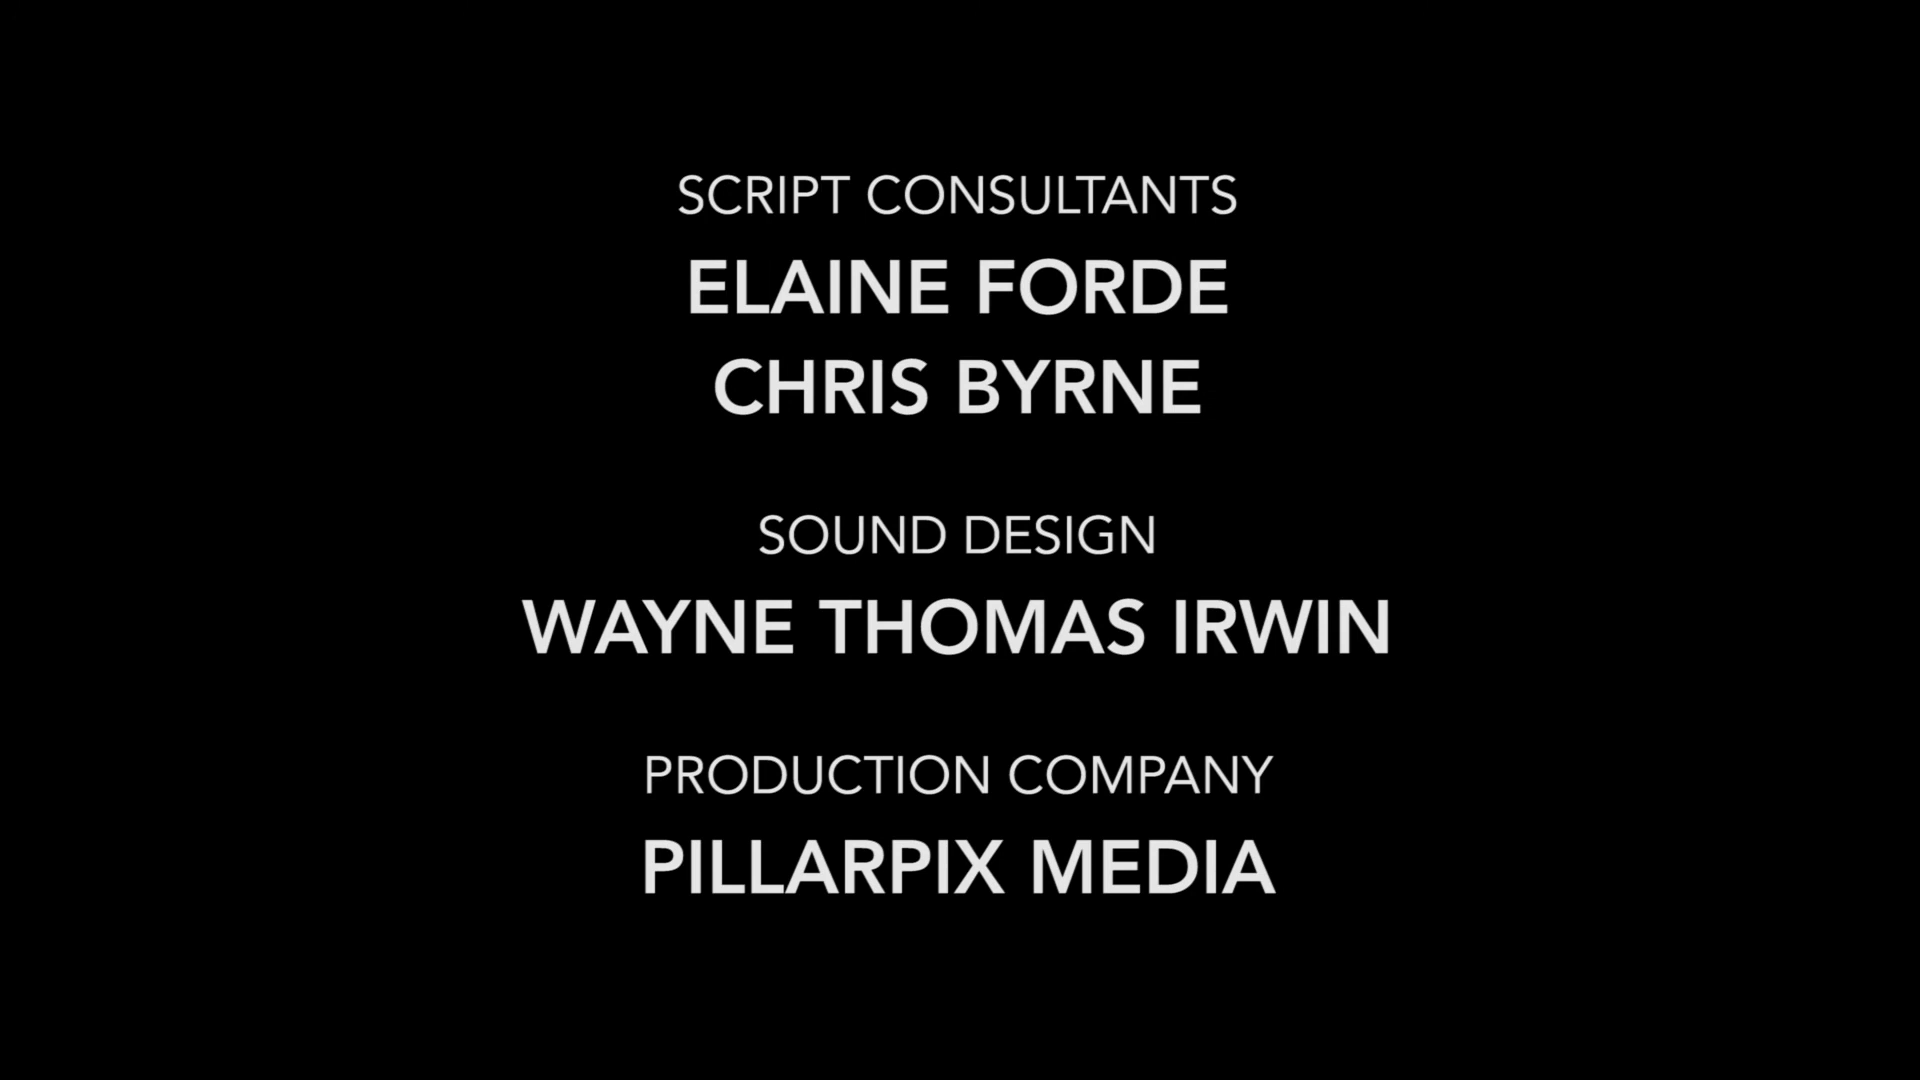 SCRIPT CONSULTANTS
ELAINE FORDE
CHRIS BYRNE
SOUND DESIGN
WAYNE THOMAS IRWIN
PRODUCTION COMPANY
PILLARPIX MEDIA